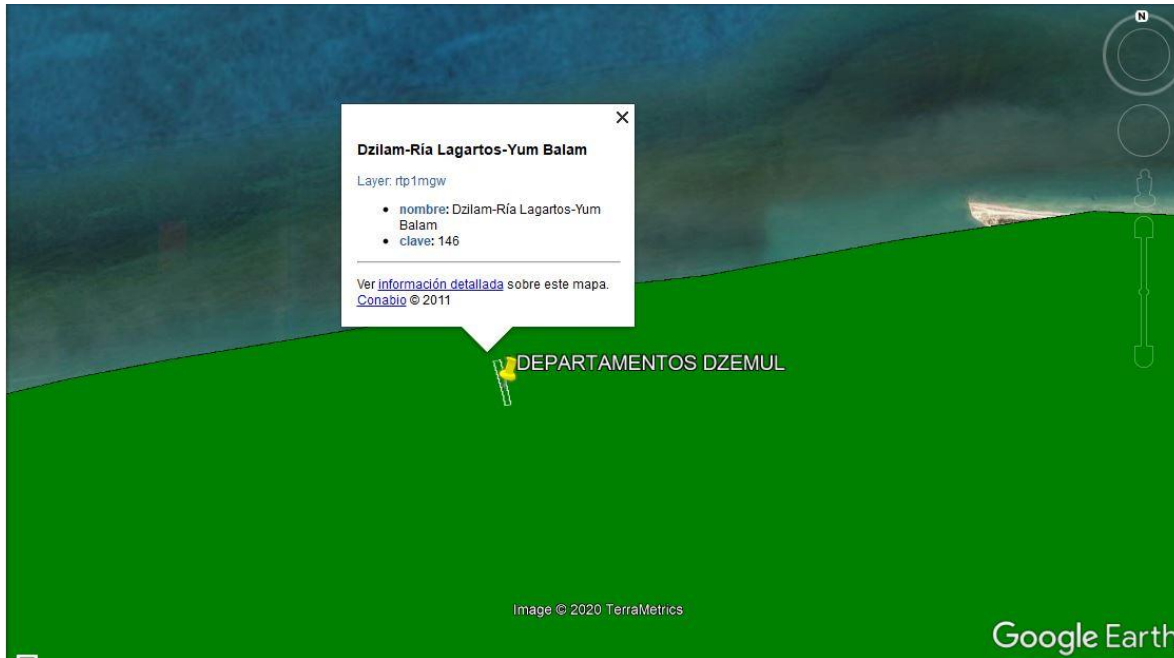 N
Dzilam-Ría Lagartos-Yum Balam
Layer: rtp1mgw
• nombre: Dzilam-Ría Lagartos-Yum
Balam
• clave: 146
Ver información detallada sobre este mapa.
Conabio © 2011
DEPARTAMENTOS DZEMUL
Image © 2020 TerraMetrics
Google Earth